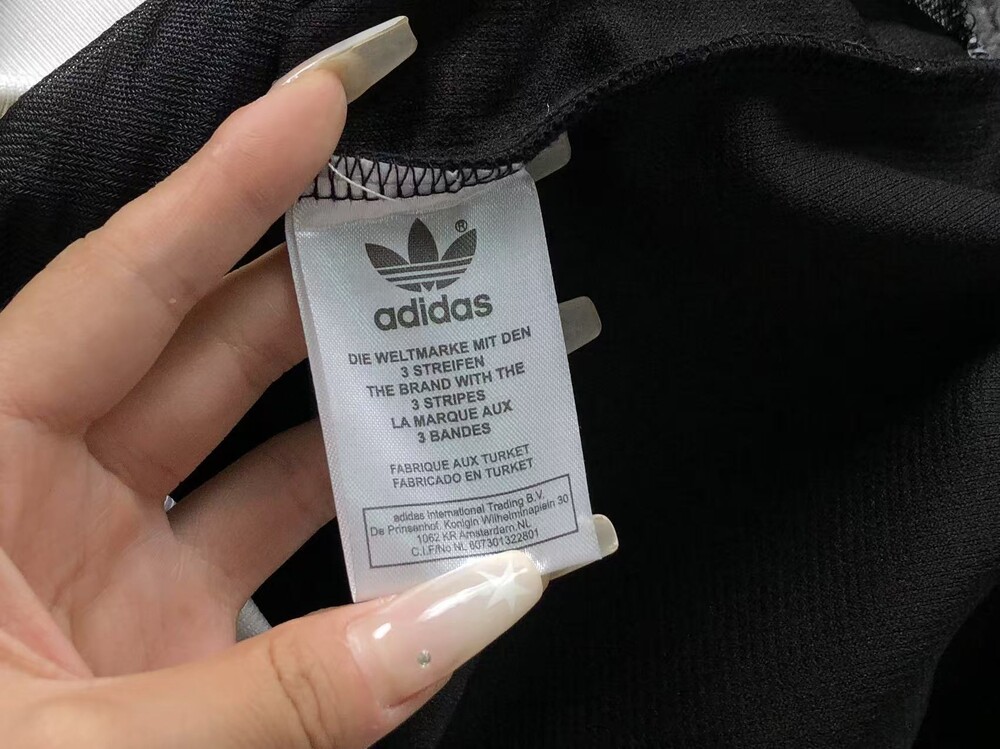 ®
adidas
DIE WELTMARKE MIT DEN
3 STREIFEN
THE BRAND WITH THE
3 STRIPES
LA MARQUE AUX
3 BANDES
FABRIQUE AUX TURKET
FABRICADO EN TURKET
adidas International Trading B.V.
De Prinsenhof. Konigin Wilhelminaplein 30
1062 KR Amsterdam.NL
C.I.F/No NL 807301322801